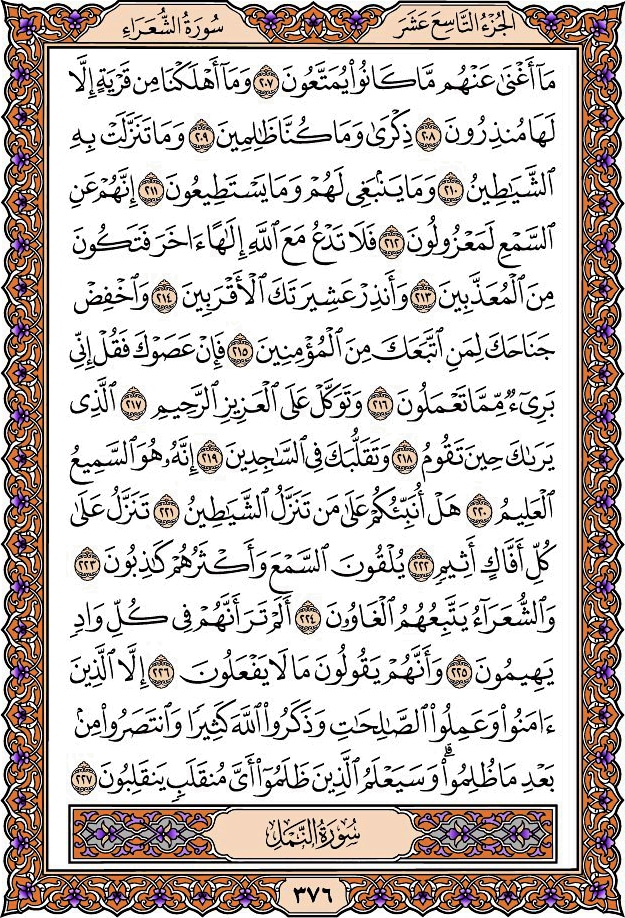 الجُزْءُ التَّاسِعَ عَشَرَ
سُورَةُ الشُّعَرَاءِ
مَآ أَغْنَىٰ عَنْهُم مَّا كَانُوا۟ يُمَتَّعُونَ ٢٠٧ وَمَآ أَهْلَكْنَا مِن قَرْيَةٍ إِلَّا
لَهَا مُنذِرُونَ ٢٠٨ ذِكْرَىٰ وَمَا كُنَّا ظَٰلِمِينَ ٢٠٩ وَمَا تَنَزَّلَتْ بِهِ
ٱلشَّيَٰطِينُ ٢١٠ وَمَا يَنۢبَغِى لَهُمْ وَمَا يَسْتَطِيعُونَ ٢١١ إِنَّهُمْ عَنِ
ٱلسَّمْعِ لَمَعْزُولُونَ ٢١٢ فَلَا تَدْعُ مَعَ ٱللَّهِ إِلَٰهًا ءَاخَرَ فَتَكُونَ
مِنَ ٱلْمُعَذَّبِينَ ٢١٣ وَأَنذِرْ عَشِيرَتَكَ ٱلْأَقْرَبِينَ ٢١٤ وَٱخْفِضْ
جَنَاحَكَ لِمَنِ ٱتَّبَعَكَ مِنَ ٱلْمُؤْمِنِينَ ٢١٥ فَإِنْ عَصَوْكَ فَقُلْ إِنِّى
بَرِىٓءٌ مِّمَّا تَعْمَلُونَ ٢١٦ وَتَوَكَّلْ عَلَى ٱلْعَزِيزِ ٱلرَّحِيمِ ٢١٧ ٱلَّذِى
يَرَىٰكَ حِينَ تَقُومُ ٢١٨ وَتَقَلُّبَكَ فِى ٱلسَّٰجِدِينَ ٢١٩ إِنَّهُۥ هُوَ ٱلسَّمِيعُ
ٱلْعَلِيمُ ٢٢٠ هَلْ أُنَبِّئُكُمْ عَلَىٰ مَن تَنَزَّلُ ٱلشَّيَٰطِينُ ٢٢١ تَنَزَّلُ عَلَىٰ
كُلِّ أَفَّاكٍ أَثِيمٍ ٢٢٢ يُلْقُونَ ٱلسَّمْعَ وَأَكْثَرُهُمْ كَٰذِبُونَ ٢٢٣
وَٱلشُّعَرَآءُ يَتَّبِعُهُمُ ٱلْغَاوُۥنَ ٢٢٤ أَلَمْ تَرَ أَنَّهُمْ فِى كُلِّ وَادٍ
يَهِيمُونَ ٢٢٥ وَأَنَّهُمْ يَقُولُونَ مَا لَا يَفْعَلُونَ ٢٢٦ إِلَّا ٱلَّذِينَ
ءَامَنُوا۟ وَعَمِلُوا۟ ٱلصَّٰلِحَٰتِ وَذَكَرُوا۟ ٱللَّهَ كَثِيرًا وَٱنتَصَرُوا۟ مِنۢ
بَعْدِ مَا ظُلِمُوا۟ ۗ وَسَيَعْلَمُ ٱلَّذِينَ ظَلَمُوٓا۟ أَىَّ مُنقَلَبٍ يَنقَلِبُونَ ٢٢٧
سُورَةُ النَّمْلِ
٣٧٦